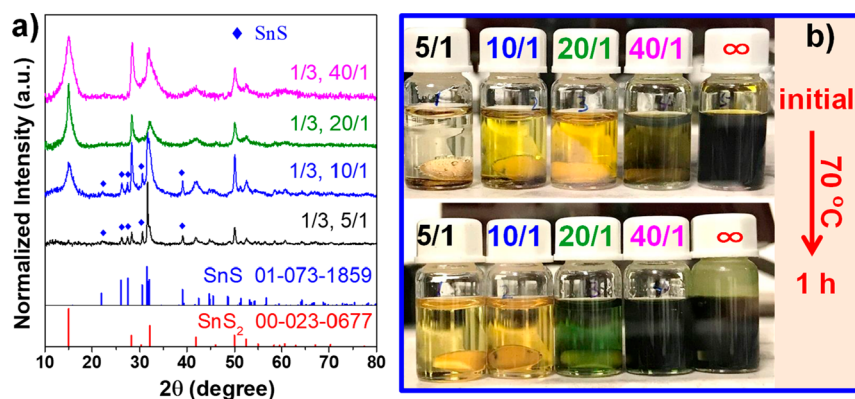 a)
◆ SnS
1/3, 40/1
1/3, 20/1
1/3, 10/1
1/3, 5/1
SnS 01-073-1859
SnS₂ 00-023-0677
Normalized Intensity (a.u.)
10 20 30 40 50 60 70 80
2θ (degree)
b)
5/1 10/1 20/1 40/1 ∞
initial
70 °C
1 h
5/1 10/1 20/1 40/1 ∞